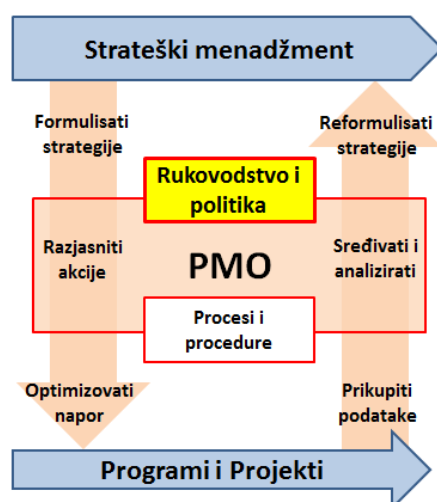 Strateški menadžment
Formulisati
strategije
Reformulisati
strategije
Rukovodstvo i
politika
Razjasniti
akcije
PMO
Sređivati i
analizirati
Procesi i
procedure
Optimizovati
napor
Prikupiti
podatake
Programi i Projekti